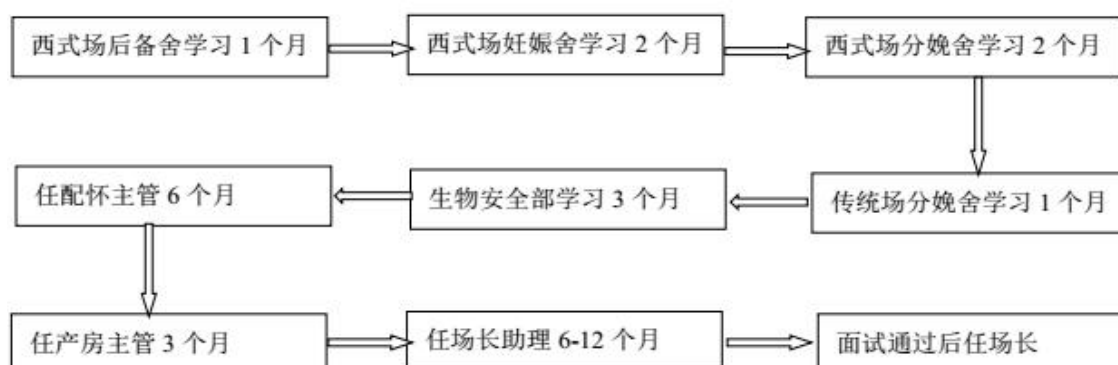 西式场后备舍学习 1 个月
西式场妊娠舍学习 2 个月
西式场分娩舍学习 2 个月
传统场分娩舍学习 1 个月
生物安全部学习 3 个月
任配怀主管 6 个月
任产房主管 3 个月
任场长助理 6-12 个月
面试通过后任场长